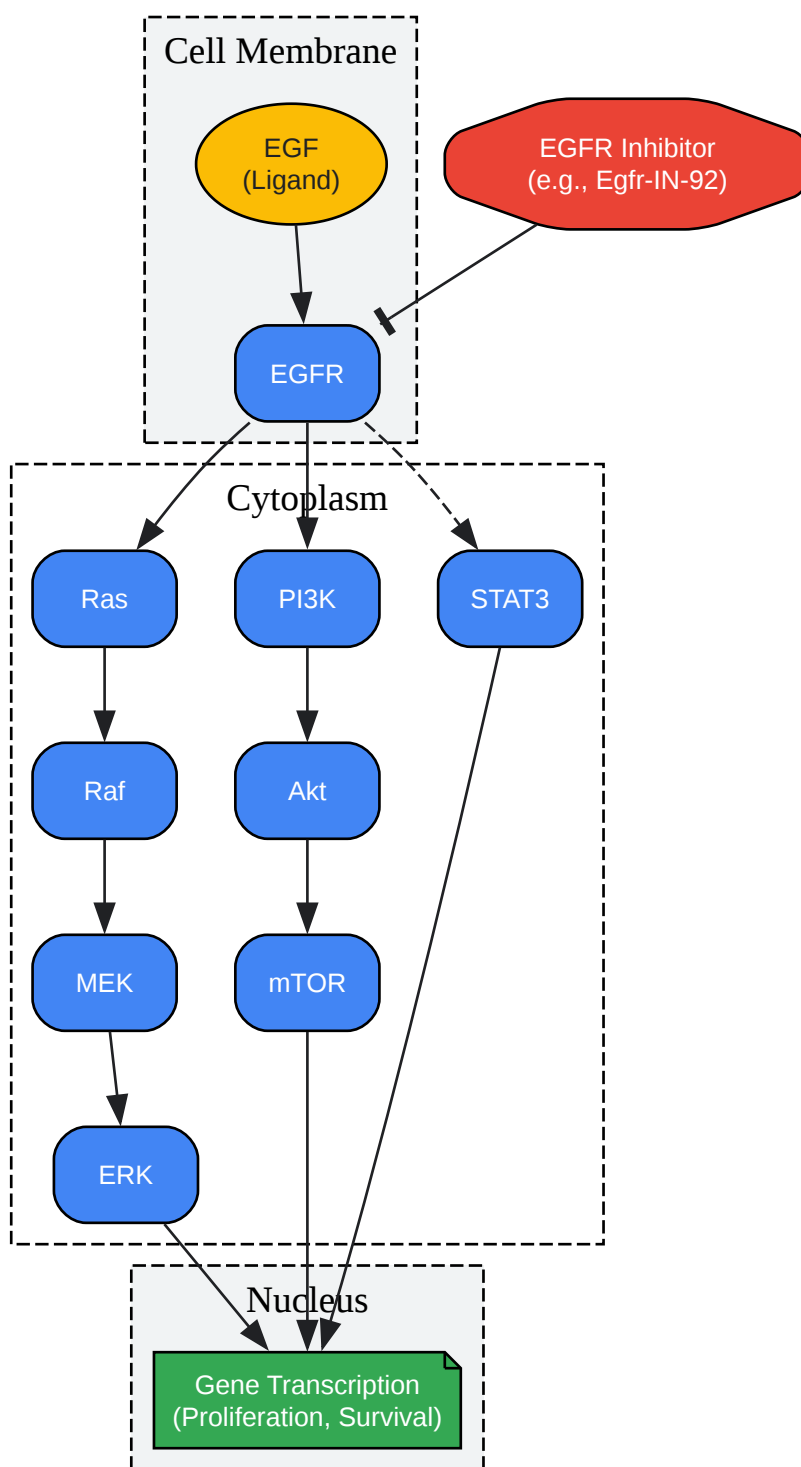 Cell Membrane
EGF
(Ligand)
EGFR Inhibitor
(e.g., Egfr-IN-92)
EGFR
Cytoplasm
Ras
PI3K
STAT3
Raf
Akt
MEK
mTOR
ERK
Nucleus
Gene Transcription
(Proliferation, Survival)